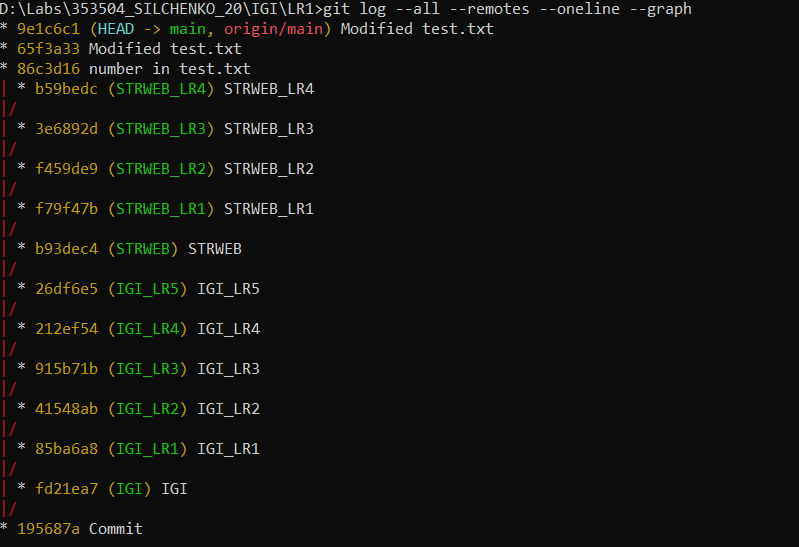 D:\Labs\353504_SILCHENKO_20\IGI\LR1>git log --all --remotes --oneline --graph
* 9e1c6c1 (HEAD -> main, origin/main) Modified test.txt
* 65f3a33 Modified test.txt
* 86c3d16 number in test.txt
| * b59bedc (STRWEB_LR4) STRWEB_LR4
|/
| * 3e6892d (STRWEB_LR3) STRWEB_LR3
|/
| * f459de9 (STRWEB_LR2) STRWEB_LR2
|/
| * f79f47b (STRWEB_LR1) STRWEB_LR1
|/
| * b93dec4 (STRWEB) STRWEB
|/
| * 26df6e5 (IGI_LR5) IGI_LR5
|/
| * 212ef54 (IGI_LR4) IGI_LR4
|/
| * 915b71b (IGI_LR3) IGI_LR3
|/
| * 41548ab (IGI_LR2) IGI_LR2
|/
| * 85ba6a8 (IGI_LR1) IGI_LR1
|/
| * fd21ea7 (IGI) IGI
|/
* 195687a Commit